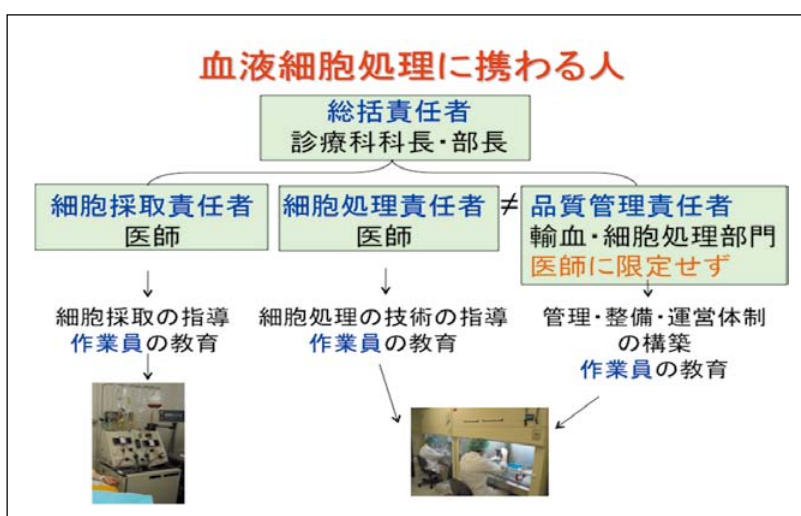 血液細胞処理に携わる人
総括責任者
診療科科長・部長
細胞採取責任者
医師
細胞処理責任者
医師
≠
品質管理責任者
輸血・細胞処理部門
医師に限定せず
細胞採取の指導
作業員の教育
細胞処理の技術の指導
作業員の教育
管理・整備・運営体制
の構築
作業員の教育